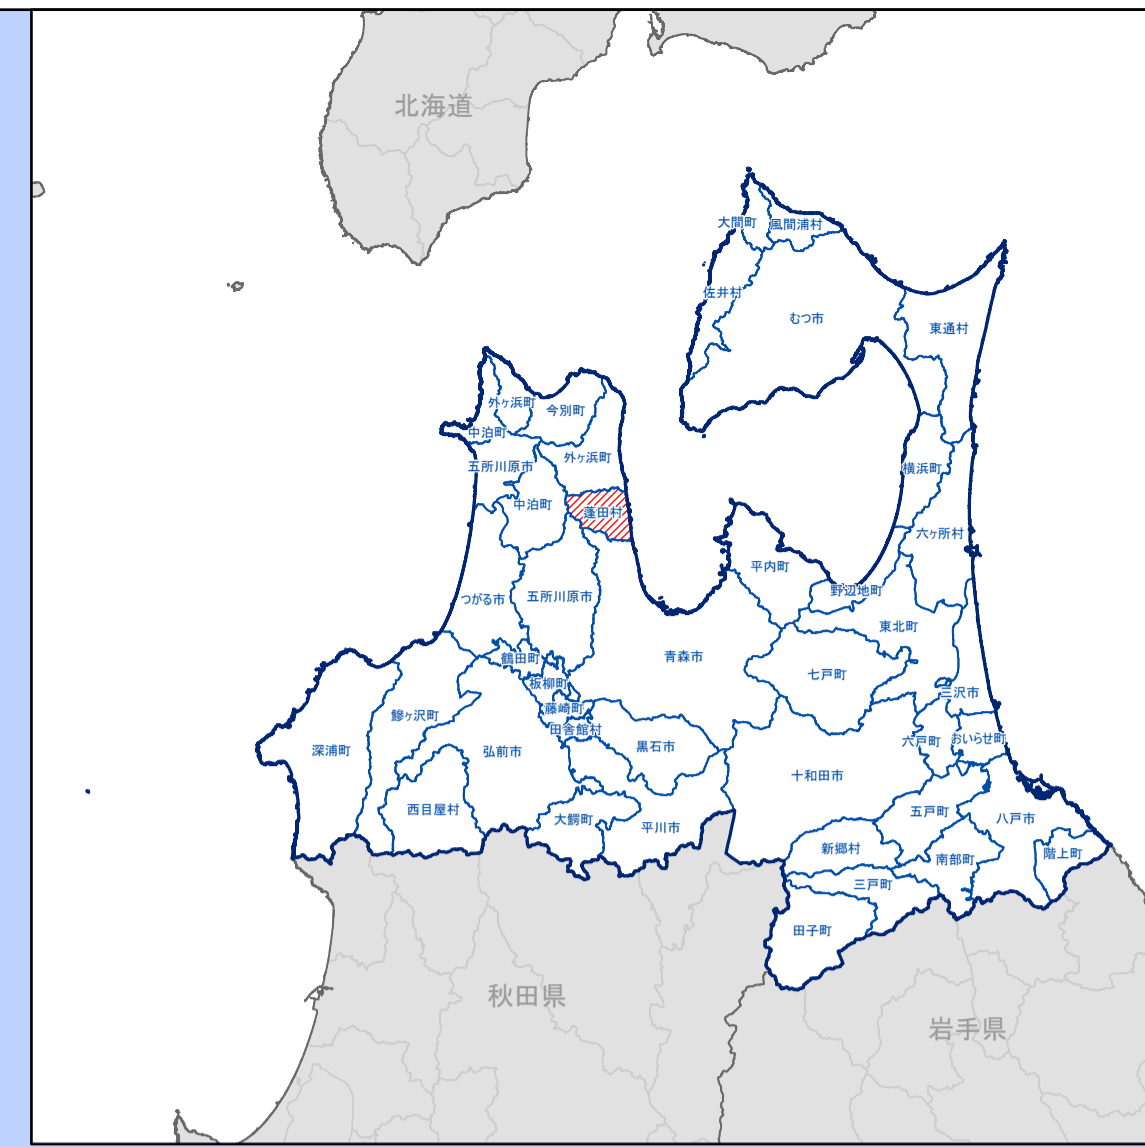 北海道
大間町
風間浦村
佐井村
むつ市
東通村
外ヶ浜町
今別町
中泊町
外ヶ浜町
五所川原市
横浜町
中泊町
蓬田村
六ヶ所村
平内町
野辺地町
つがる市
五所川原市
東北町
青森市
鶴田町
七戸町
板柳町
三沢市
藤崎町
鰺ヶ沢町
田舎館村
六戸町
おいらせ町
深浦町
弘前市
黒石市
十和田市
西目屋村
大鰐町
平川市
五戸町
八戸市
新郷村
南部町
階上町
三戸町
田子町
秋田県
岩手県